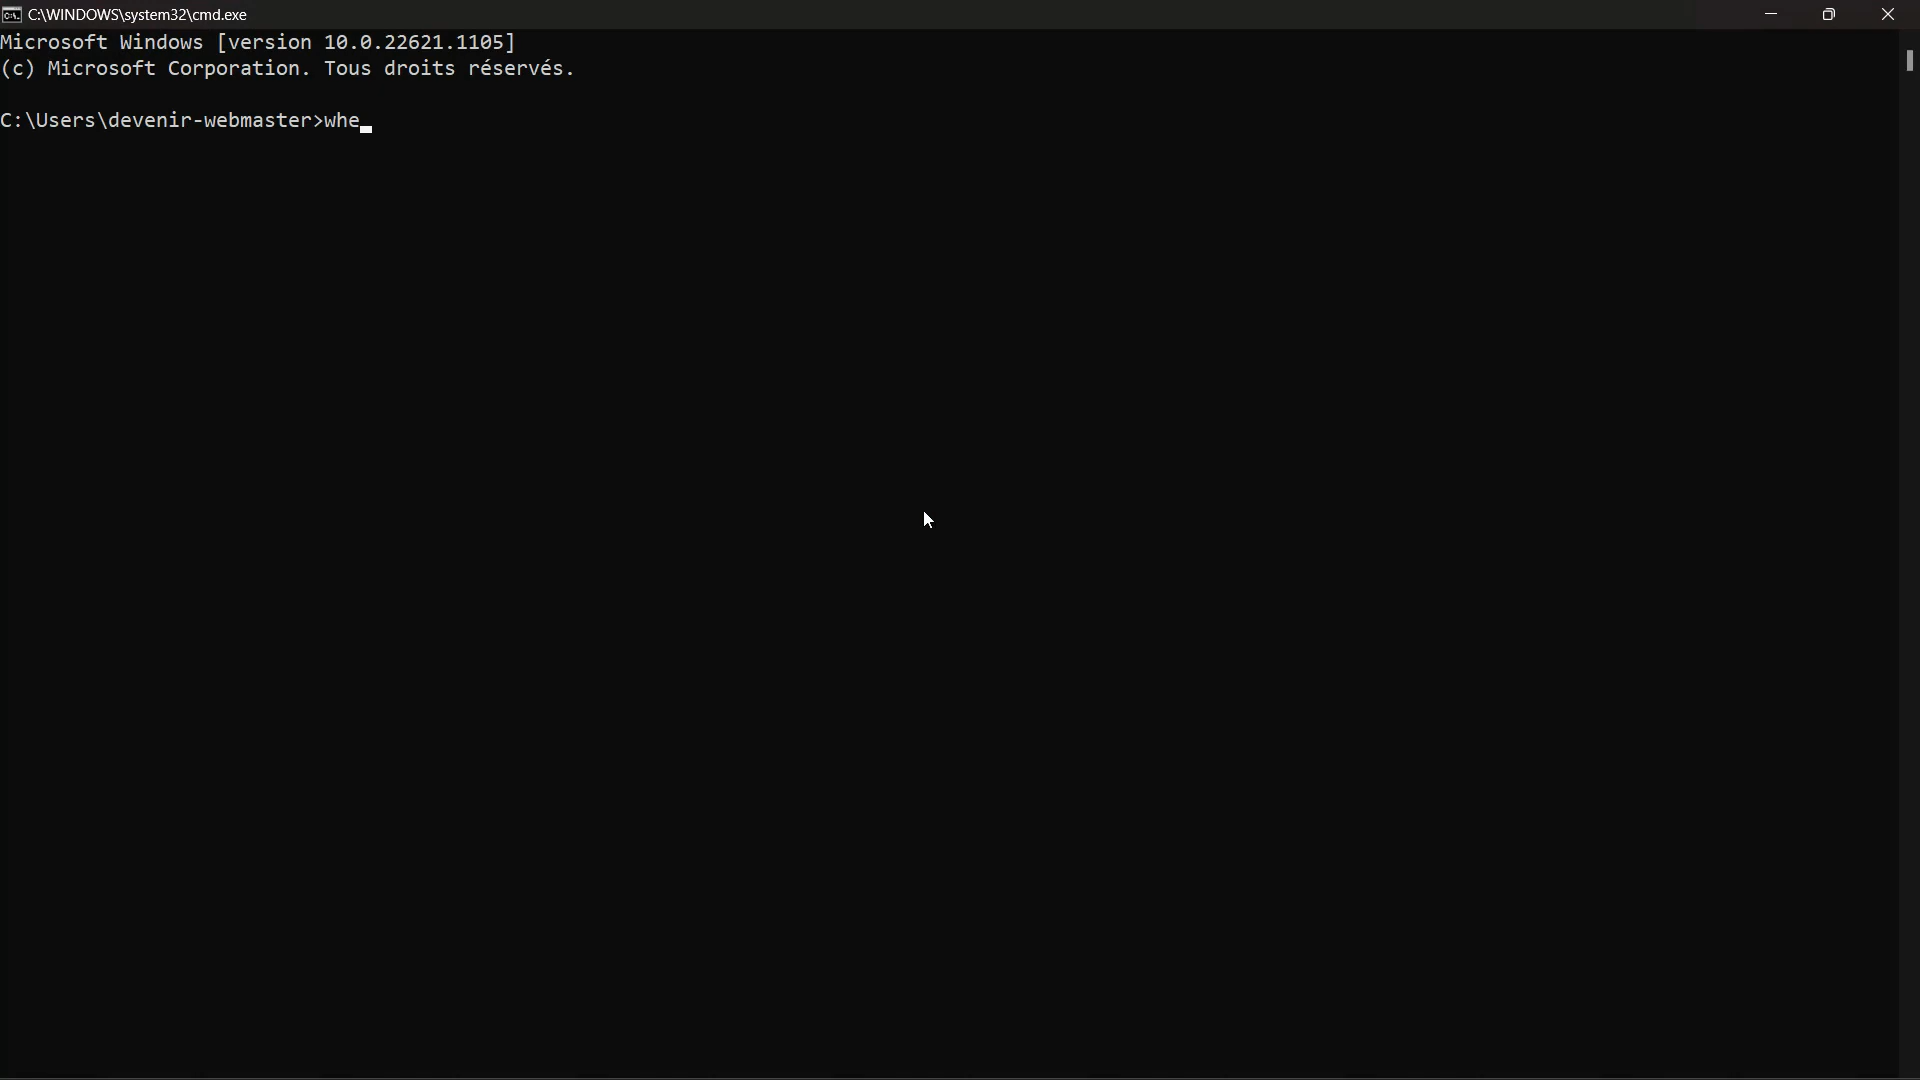 C:\WINDOWS\system32\cmd.exe
Microsoft Windows [version 10.0.22621.1105]
(c) Microsoft Corporation. Tous droits réservés.
C:\Users\devenir-webmaster>whe